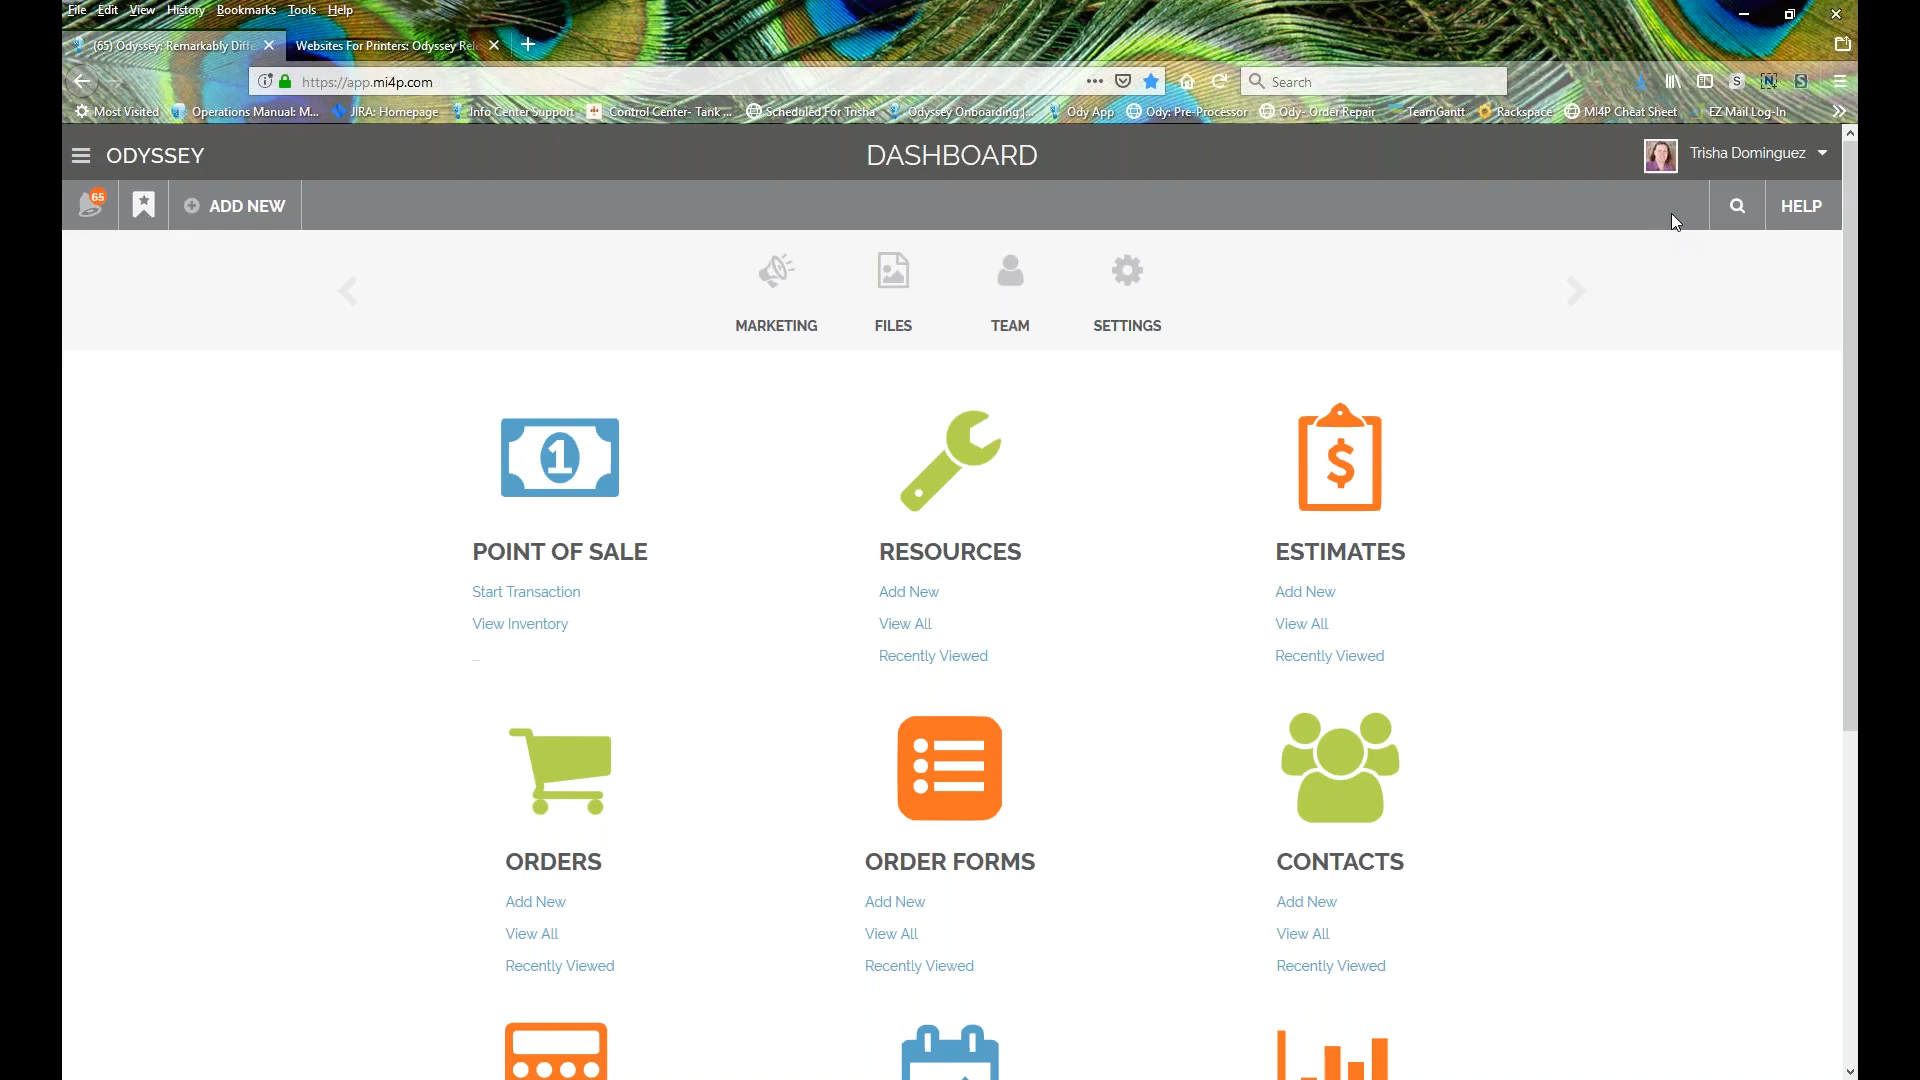 File Edit View History Bookmarks Tools Help
(65) Odyssey: Remarkably Diffe
Websites For Printers: Odyssey Rel
https://app.mi4p.com
Search
Most Visited
Operations Manual: M...
JIRA: Homepage
Info Center Support
Control Center- Tank ...
Scheduled For Trisha
Odyssey Onboarding |...
Ody App
Ody: Pre-Processor
Ody- Order Repair
TeamGantt
Rackspace
MI4P Cheat Sheet
EZ Mail Log-In
ODYSSEY
DASHBOARD
Trisha Dominguez
65
ADD NEW
HELP
MARKETING
FILES
TEAM
SETTINGS
1
$
POINT OF SALE
RESOURCES
ESTIMATES
Start Transaction
Add New
Add New
View Inventory
View All
View All
...
Recently Viewed
Recently Viewed
ORDERS
ORDER FORMS
CONTACTS
Add New
Add New
Add New
View All
View All
View All
Recently Viewed
Recently Viewed
Recently Viewed